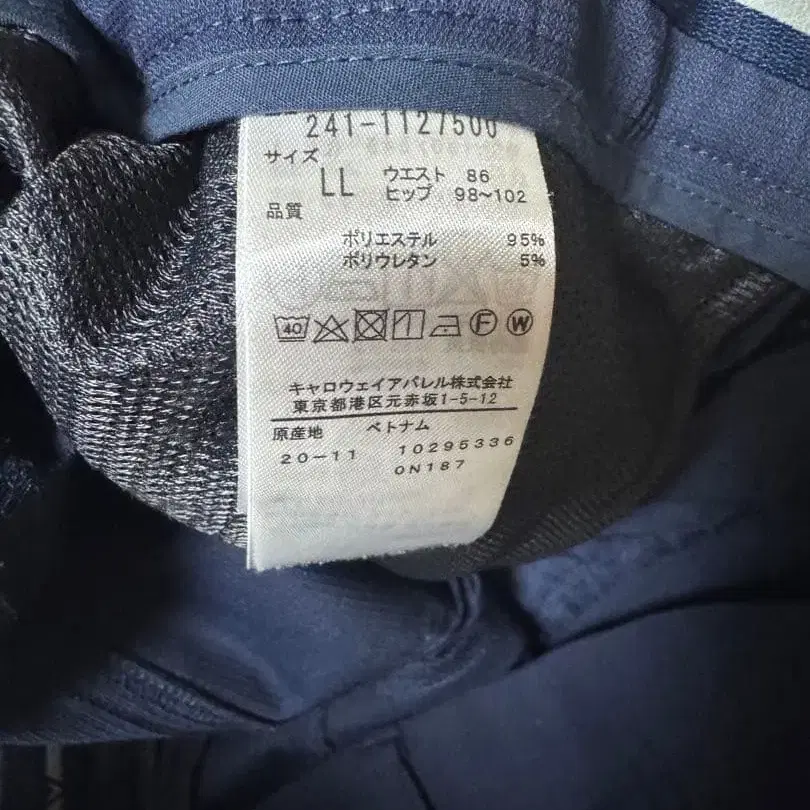 241-1127500
サイズ
LL ウエスト 86
ヒップ 98〜102
品質
ポリエステル 95%
ポリウレタン 5%
40 F W
キャロウェイアパレル株式会社
東京都港区元赤坂1-5-12
原産地 ベトナム
20-11 10295336
0N187